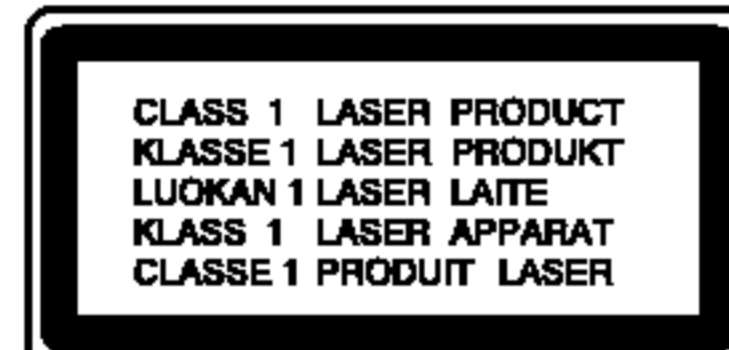 CLASS 1 LASER PRODUCT
KLASSE 1 LASER PRODUKT
LUOKAN 1 LASER LAITE
KLASS 1 LASER APPARAT
CLASSE 1 PRODUIT LASER